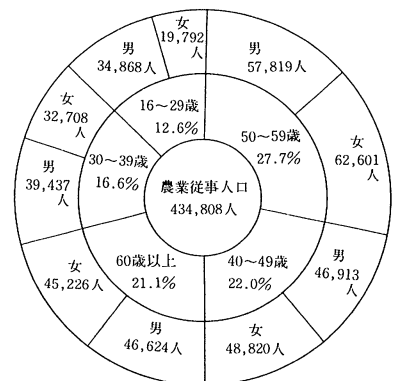 農業従事人口
434,808人
50～59歳
27.7%
男
57,819人
女
62,601人
40～49歳
22.0%
男
46,913
人
女
48,820人
60歳以上
21.1%
男
46,624人
女
45,226人
30～39歳
16.6%
男
39,437
人
女
32,708
人
16～29歳
12.6%
男
34,868人
女
19,792
人